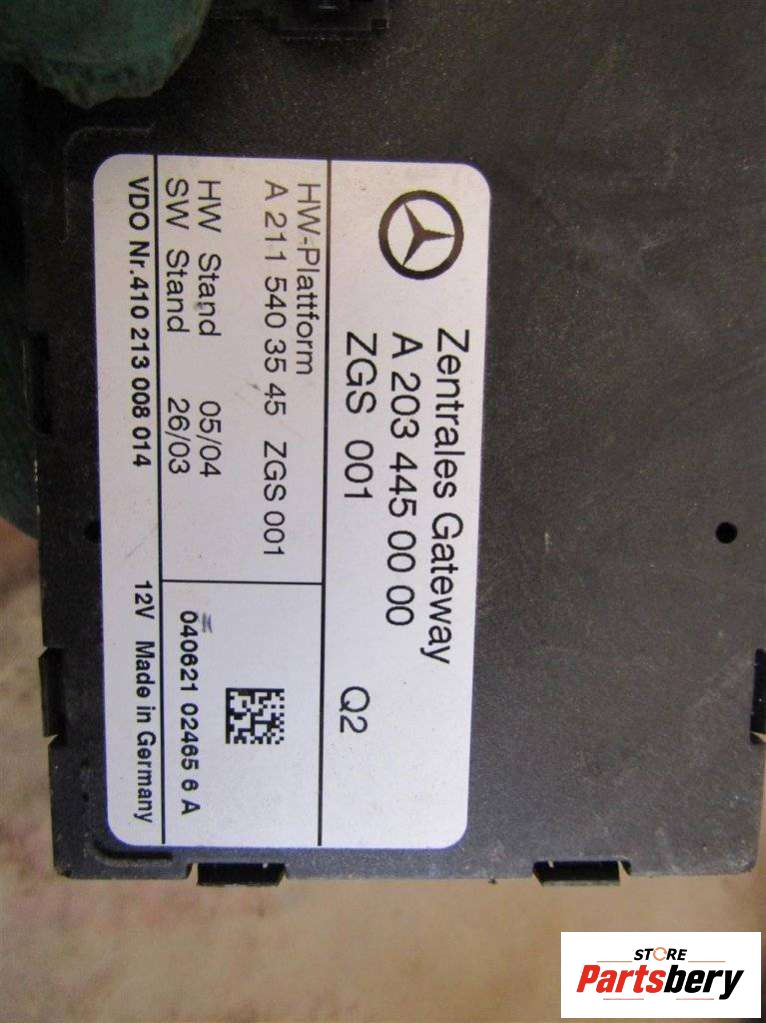 Zentrales Gateway
A 203 445 00 00
ZGS 001 Q2
HW-Plattform
A 211 540 35 45 ZGS 001
HW Stand 05/04
SW Stand 26/03
040621 02465 6 A
VDO Nr.410 213 008 014 12V Made in Germany
STORE
Partsbery